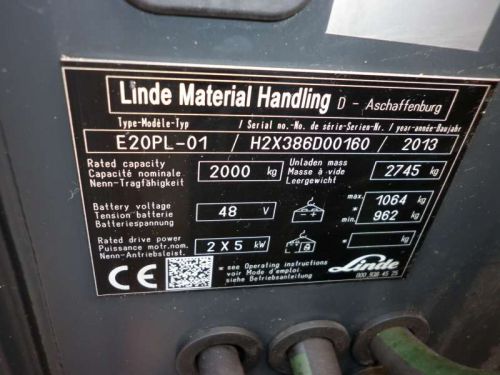 Linde Material Handling D - Aschaffenburg
Type-Modèle-Typ / Serial no.-No. de série-Serien-Nr. / year-année-Baujahr
E20PL-01 / H2X386D00160 / 2013
Rated capacity
Capacité nominale
Nenn-Tragfähigkeit
2000 kg
Unladen mass
Masse à vide
Leergewicht
2745 kg
Battery voltage
Tension batterie
Batteriespannung
48 V
max. 1064 kg
*
min. 962 kg
Rated drive power
Puissance motr.nom.
Nenn-Antriebsleist.
2 X 5 kW
* kg
CE
* see Operating instructions
voir Mode d'emploi
siehe Betriebsanleitung
Linde